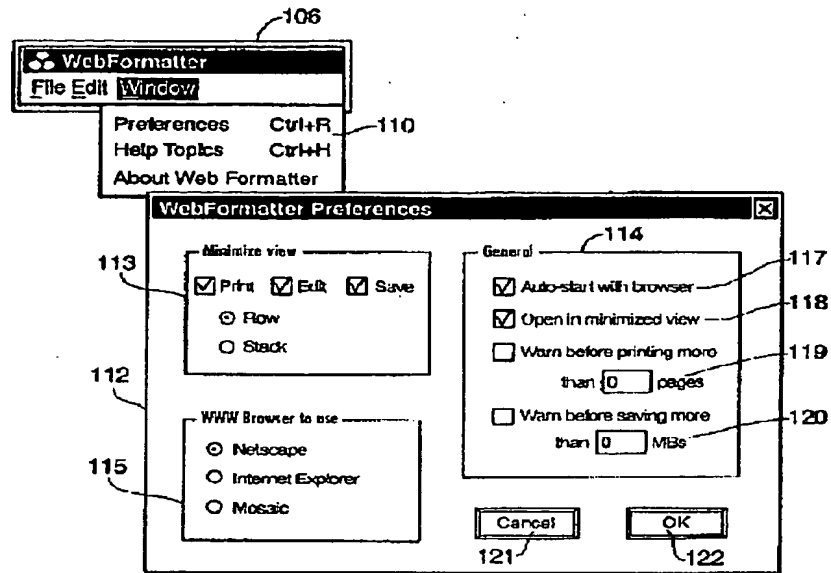 106
WebFormatter
File Edit Window
Preferences Ctrl+R
110
Help Topics Ctrl+H
About Web Formatter
WebFormatter Preferences
114
113
Minimize view
Print Edit Save
Row
Stack
General
117
Auto-start with browser
118
Open in minimized view
Warn before printing more
119
than 0 pages
Warn before saving more
120
than 0 MBs
112
WWW Browser to use
115
Netscape
Internet Explorer
Mosaic
Cancel
OK
121
122